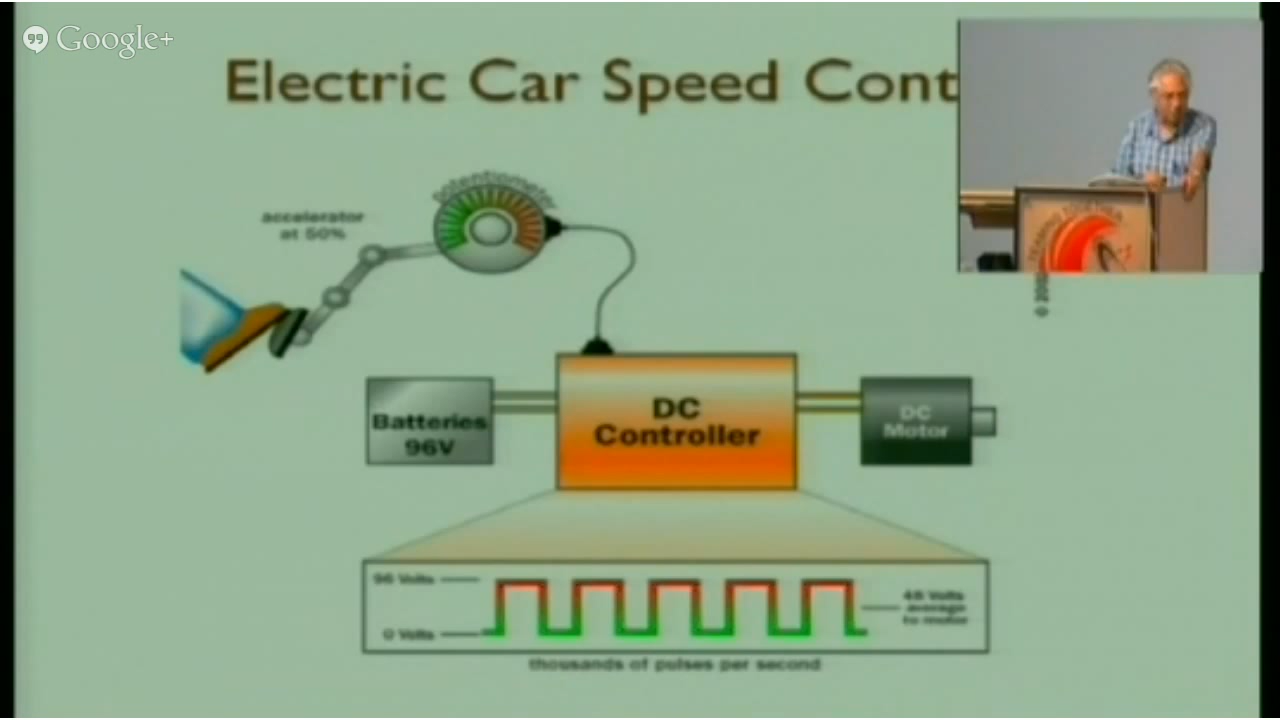 Google+
Electric Car Speed Cont
potentiometer
accelerator
at 50%
Batteries
96V
DC
Controller
DC
Motor
96 Volts
0 Volts
48 Volts
average
to motor
thousands of pulses per second